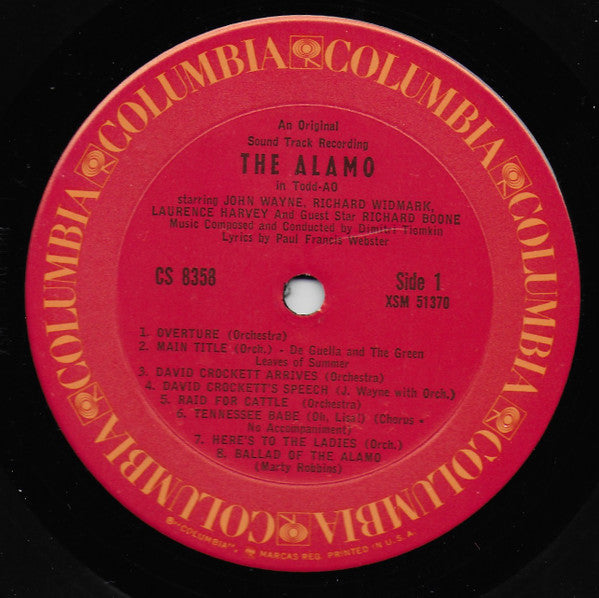 COLUMBIA COLUMBIA COLUMBIA COLUMBIA COLUMBIA COLUMBIA
An Original
Sound Track Recording
THE ALAMO
in Todd-AO
starring JOHN WAYNE, RICHARD WIDMARK,
LAURENCE HARVEY And Guest Star RICHARD BOONE
Music Composed and Conducted by Dimitri Tiomkin
Lyrics by Paul Francis Webster
CS 8358
Side 1
XSM 51370
1. OVERTURE (Orchestra)
2. MAIN TITLE (Orch.) - De Guella and The Green
Leaves of Summer
3. DAVID CROCKETT ARRIVES (Orchestra)
4. DAVID CROCKETT'S SPEECH (J. Wayne with Orch.)
5. RAID FOR CATTLE (Orchestra)
6. TENNESSEE BABE (Oh, Lisa!) (Chorus -
No Accompaniment)
7. HERE'S TO THE LADIES (Orch.)
8. BALLAD OF THE ALAMO
(Marty Robbins)
®"COLUMBIA", MARCAS REG. PRINTED IN U.S.A.